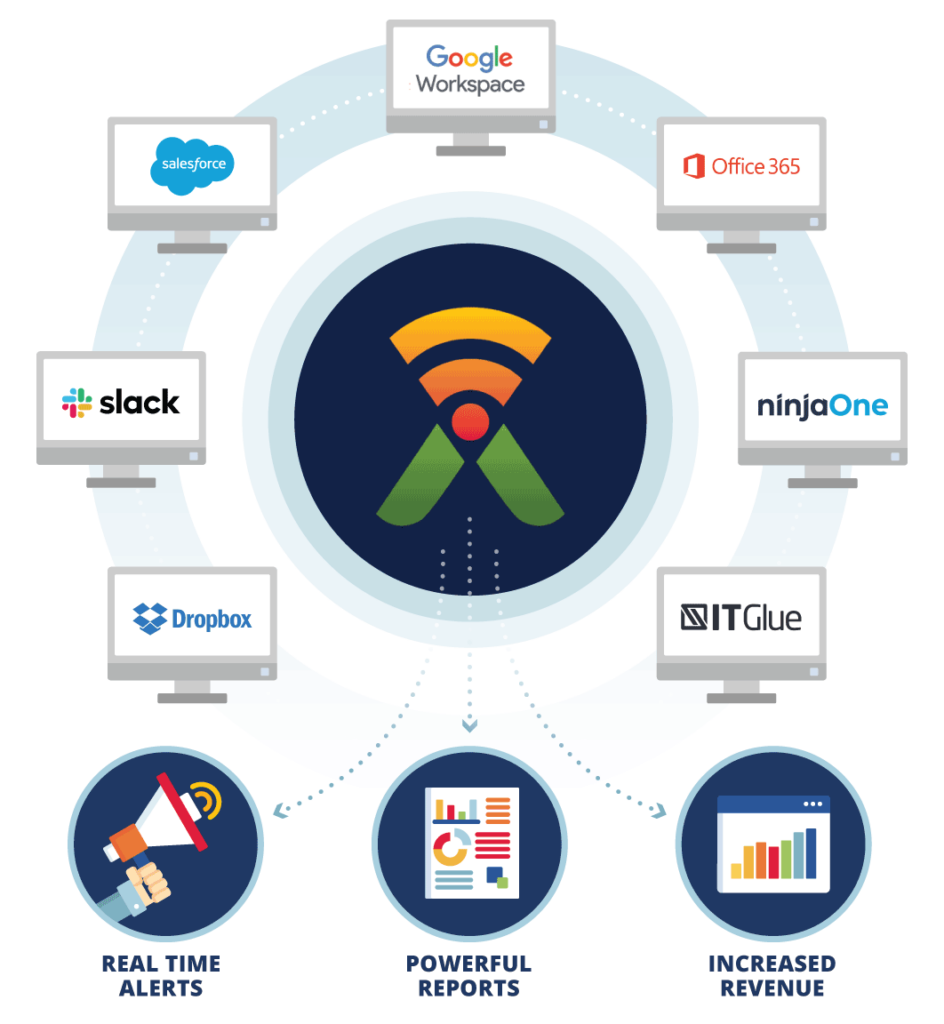 Google
Workspace
salesforce
Office 365
slack
ninjaOne
Dropbox
ITGlue
REAL TIME
ALERTS
POWERFUL
REPORTS
INCREASED
REVENUE